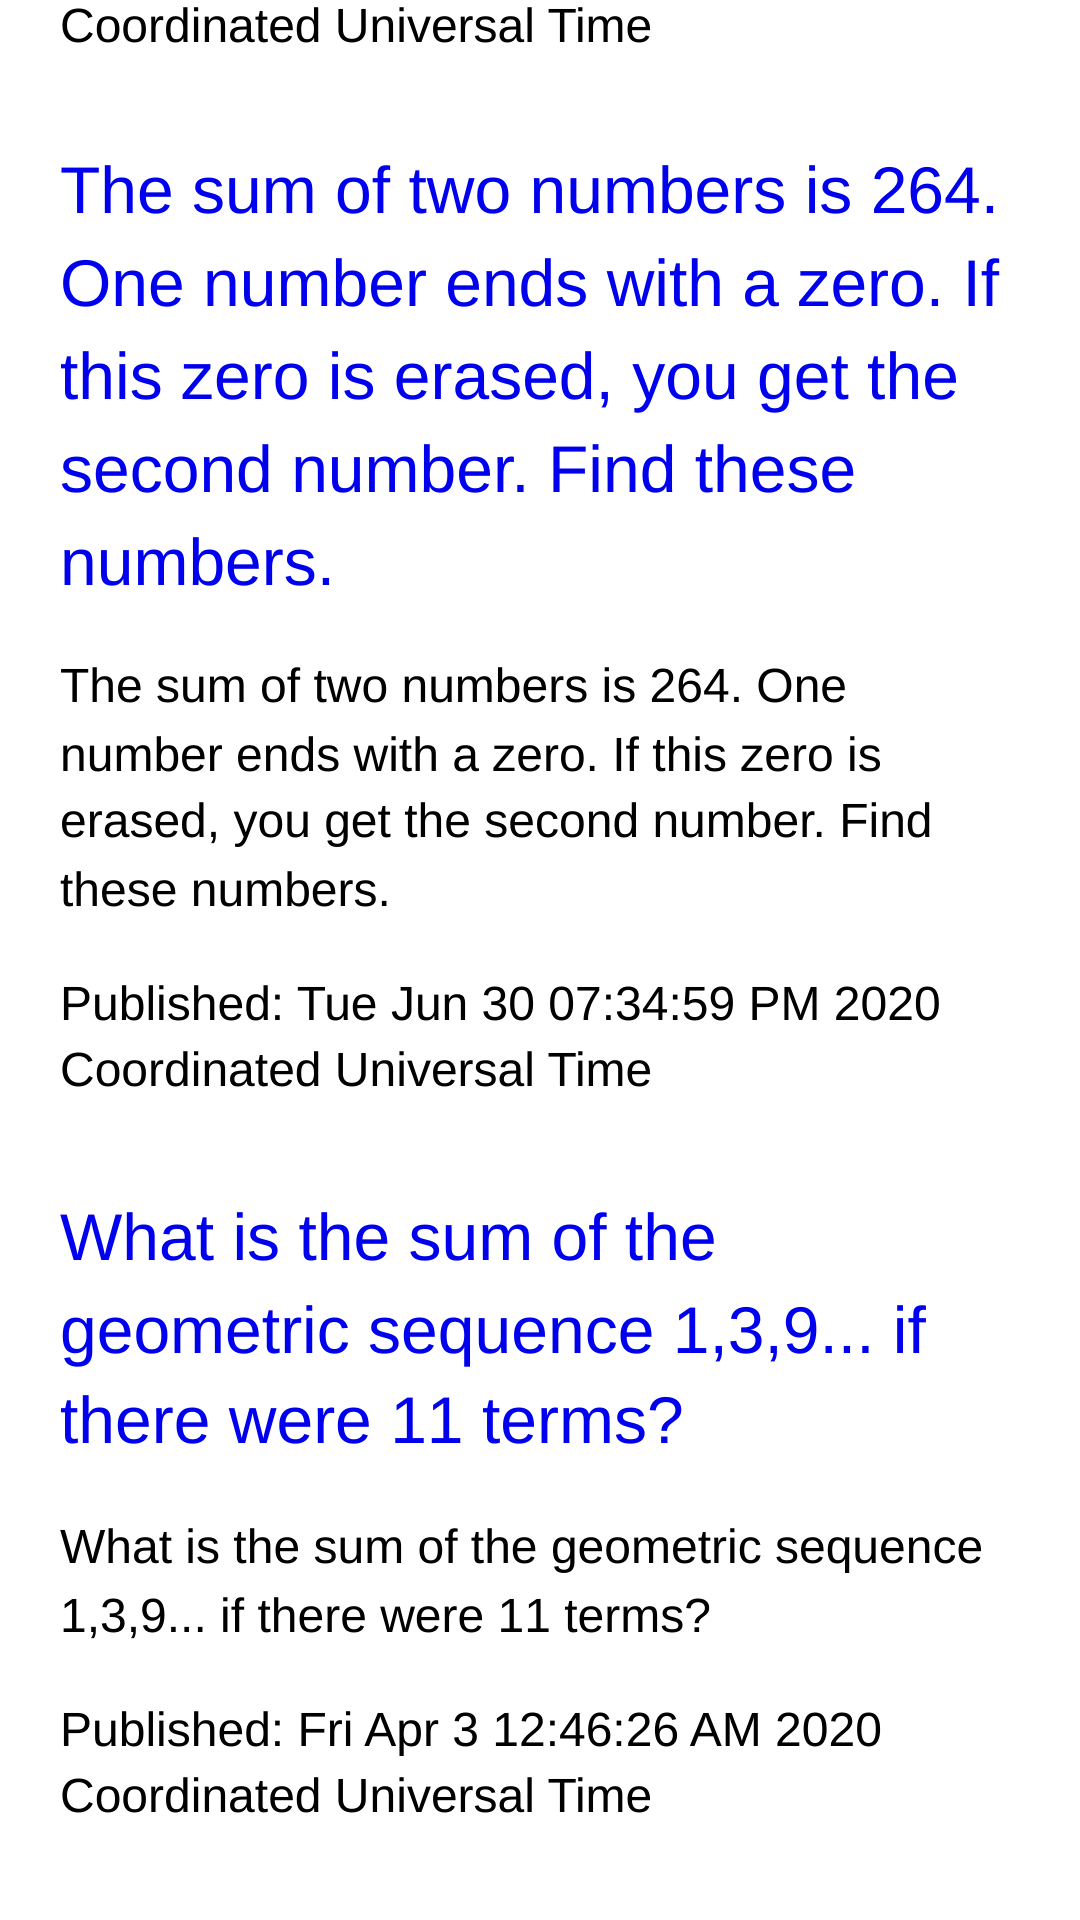 Coordinated Universal Time
The sum of two numbers is 264.
One number ends with a zero. If
this zero is erased, you get the
second number. Find these
numbers.
The sum of two numbers is 264. One
number ends with a zero. If this zero is
erased, you get the second number. Find
these numbers.
Published: Tue Jun 30 07:34:59 PM 2020
Coordinated Universal Time
What is the sum of the
geometric sequence 1,3,9... if
there were 11 terms?
What is the sum of the geometric sequence
1,3,9... if there were 11 terms?
Published: Fri Apr 3 12:46:26 AM 2020
Coordinated Universal Time